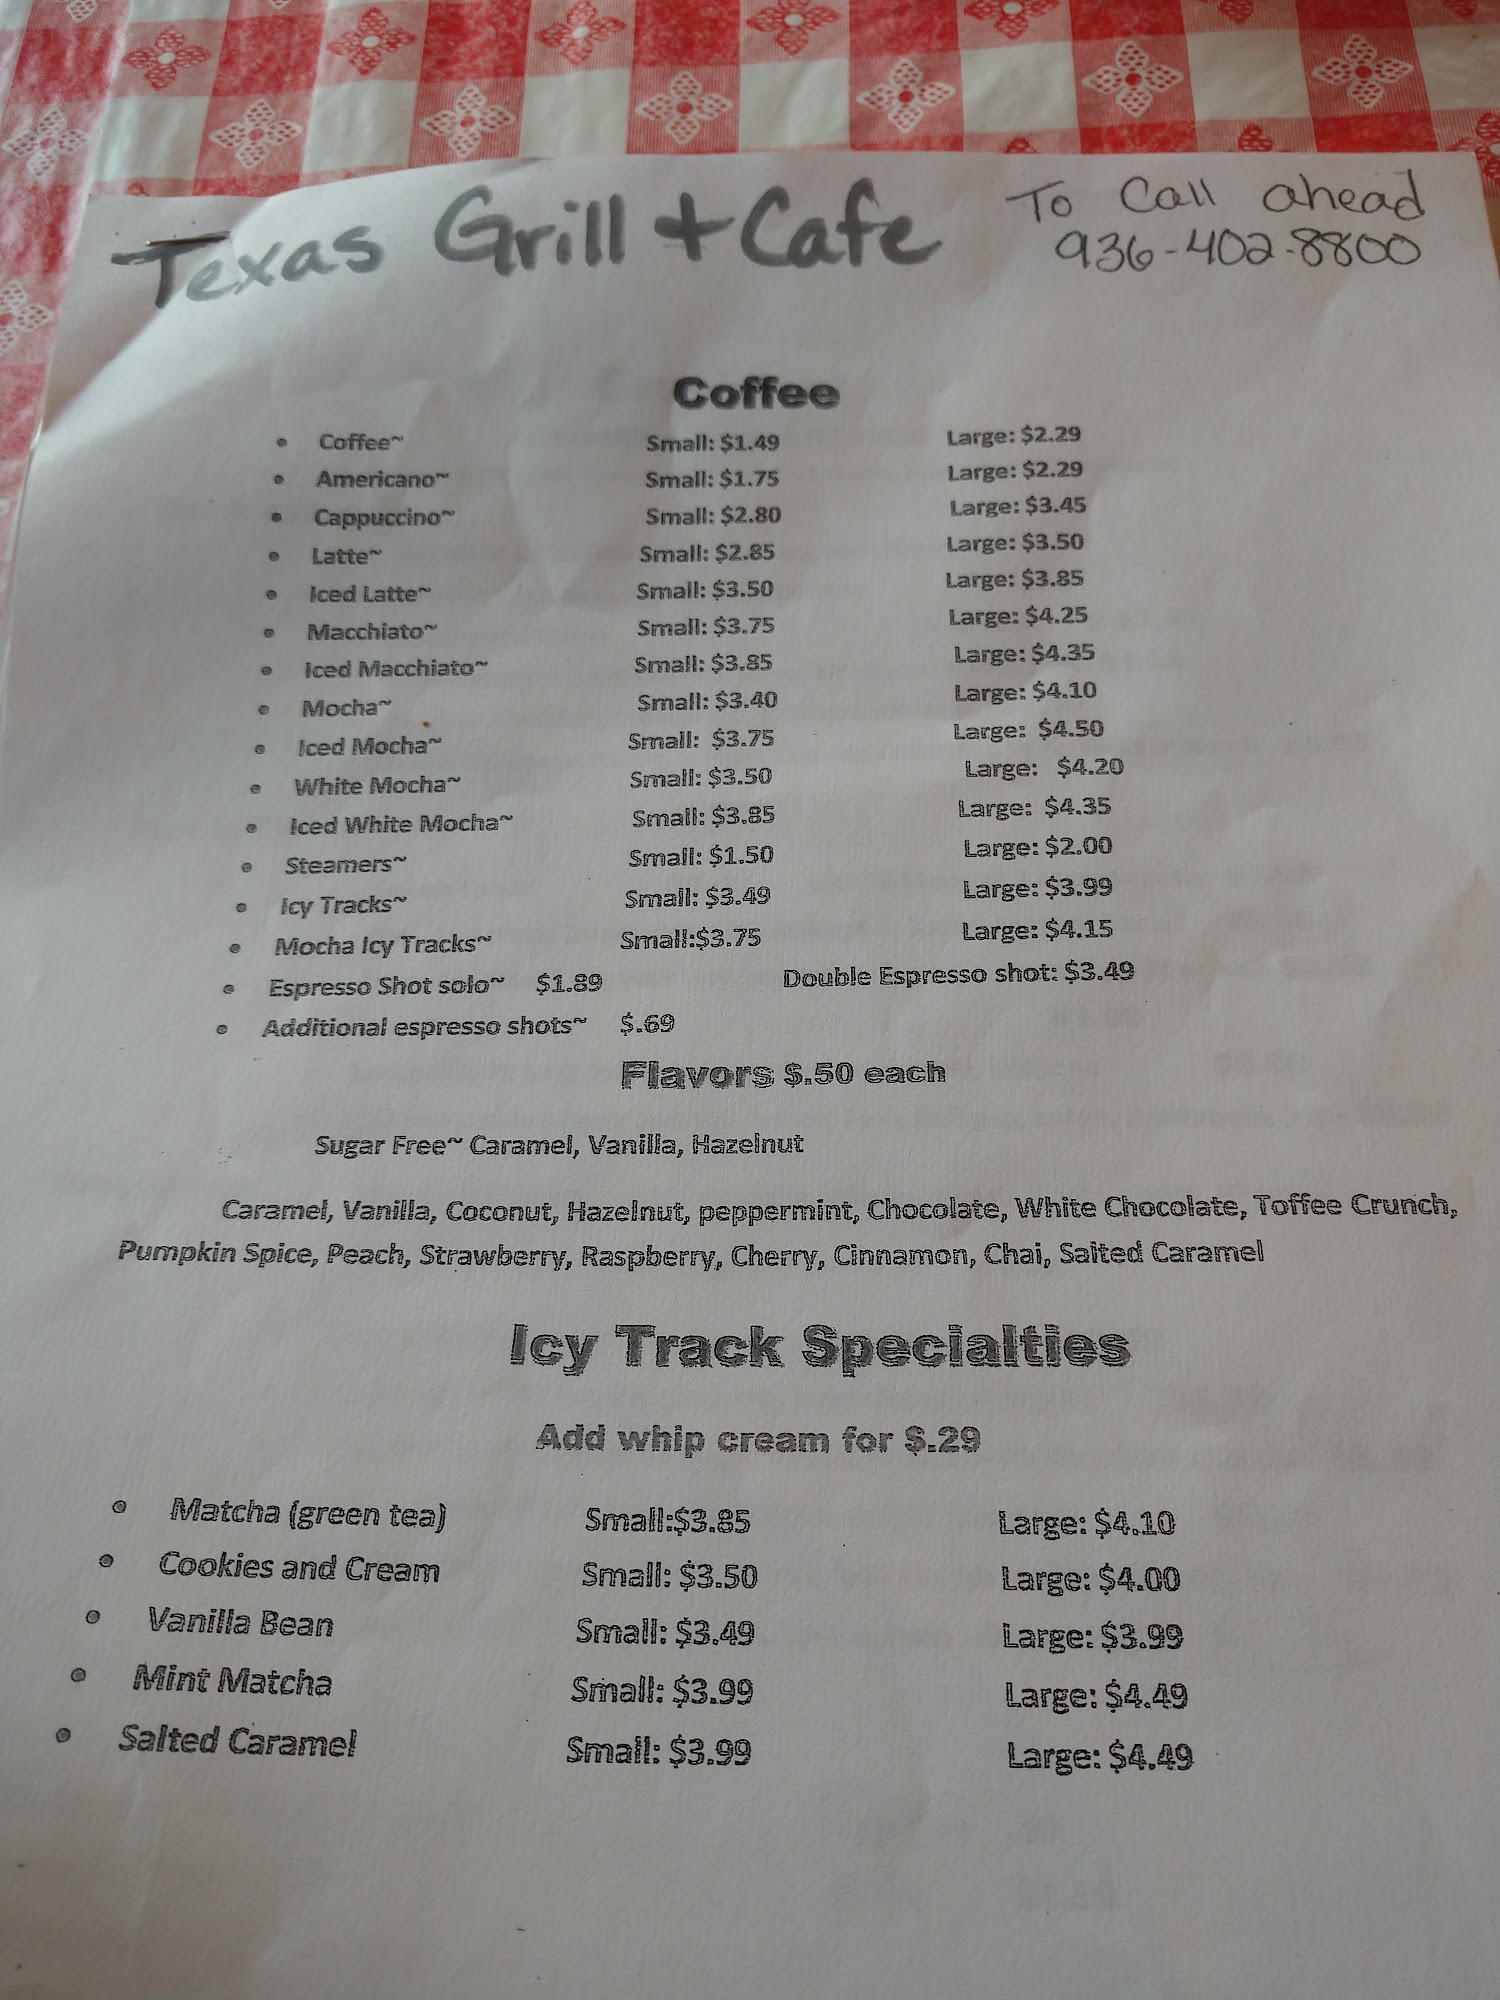 Texas Grill + Cafe
To Call ahead
936-402-8800
Coffee
• Coffee~ Small: $1.49 Large: $2.29
• Americano~ Small: $1.75 Large: $2.29
• Cappuccino~ Small: $2.80 Large: $3.45
• Latte~ Small: $2.85 Large: $3.50
• Iced Latte~ Small: $3.50 Large: $3.85
• Macchiato~ Small: $3.75 Large: $4.25
• Iced Macchiato~ Small: $3.85 Large: $4.35
• Mocha~ Small: $3.40 Large: $4.10
• Iced Mocha~ Small: $3.75 Large: $4.50
• White Mocha~ Small: $3.50 Large: $4.20
• Iced White Mocha~ Small: $3.85 Large: $4.35
• Steamers~ Small: $1.50 Large: $2.00
• Icy Tracks~ Small: $3.49 Large: $3.99
• Mocha Icy Tracks~ Small:$3.75 Large: $4.15
• Espresso Shot solo~ $1.89 Double Espresso shot: $3.49
• Additional espresso shots~ $.69
Flavors $.50 each
Sugar Free~ Caramel, Vanilla, Hazelnut
Caramel, Vanilla, Coconut, Hazelnut, peppermint, Chocolate, White Chocolate, Toffee Crunch,
Pumpkin Spice, Peach, Strawberry, Raspberry, Cherry, Cinnamon, Chai, Salted Caramel
Icy Track Specialties
Add whip cream for $.29
• Matcha (green tea) Small:$3.85 Large: $4.10
• Cookies and Cream Small: $3.50 Large: $4.00
• Vanilla Bean Small: $3.49 Large: $3.99
• Mint Matcha Small: $3.99 Large: $4.49
• Salted Caramel Small: $3.99 Large: $4.49